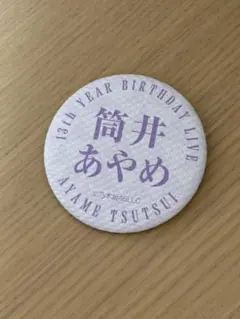 13th YEAR BIRTHDAY LIVE
筒井
あやめ
AYAME TSUTSUI